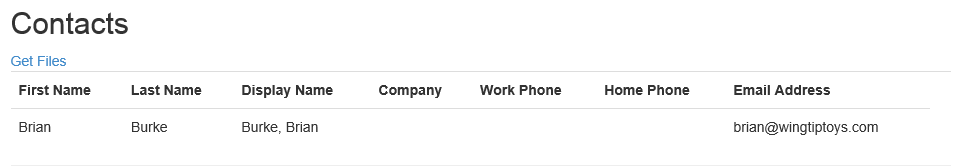 Contacts
Get Files
First Name Last Name Display Name Company Work Phone Home Phone Email Address
Brian Burke Burke, Brian brian@wingtiptoys.com